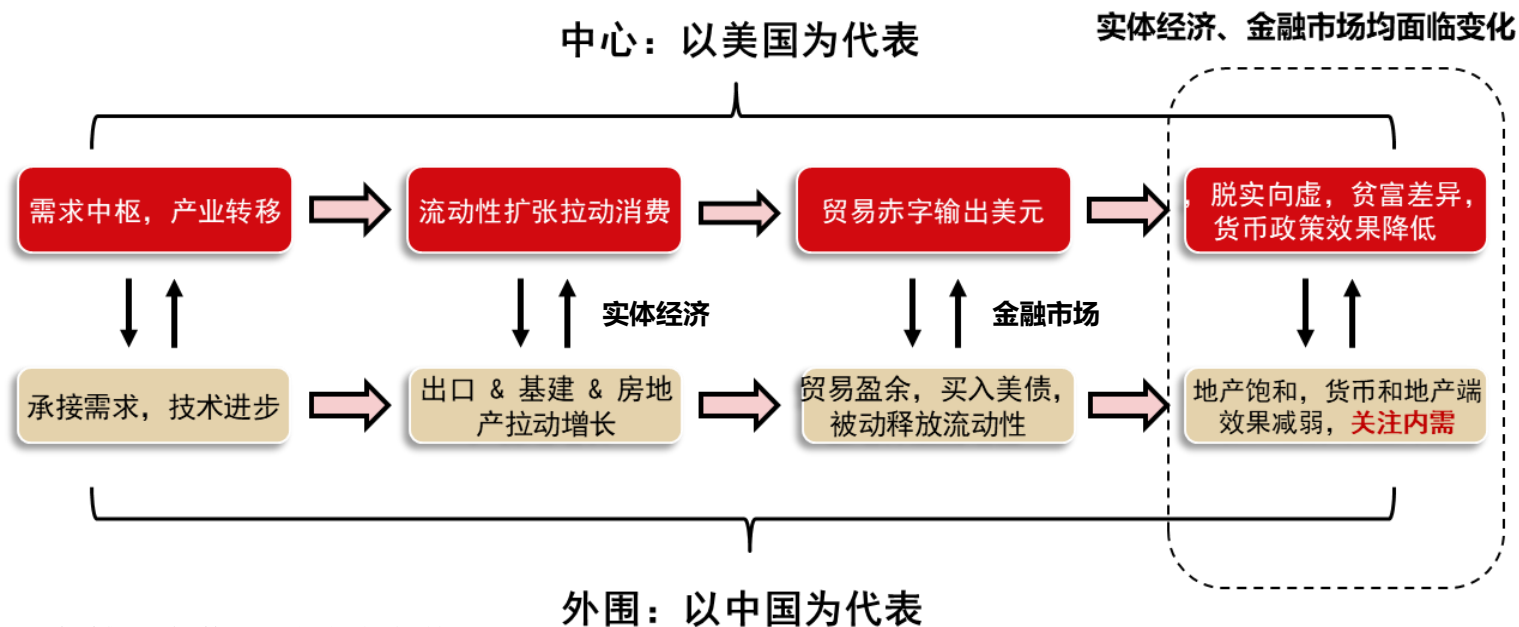 中心：以美国为代表
实体经济、金融市场均面临变化
需求中枢，产业转移
流动性扩张拉动消费
贸易赤字输出美元
，脱实向虚，贫富差异，
货币政策效果降低
实体经济
金融市场
承接需求，技术进步
出口 & 基建 & 房地
产拉动增长
贸易盈余，买入美债，
被动释放流动性
地产饱和，货币和地产端
效果减弱，关注内需
外围：以中国为代表